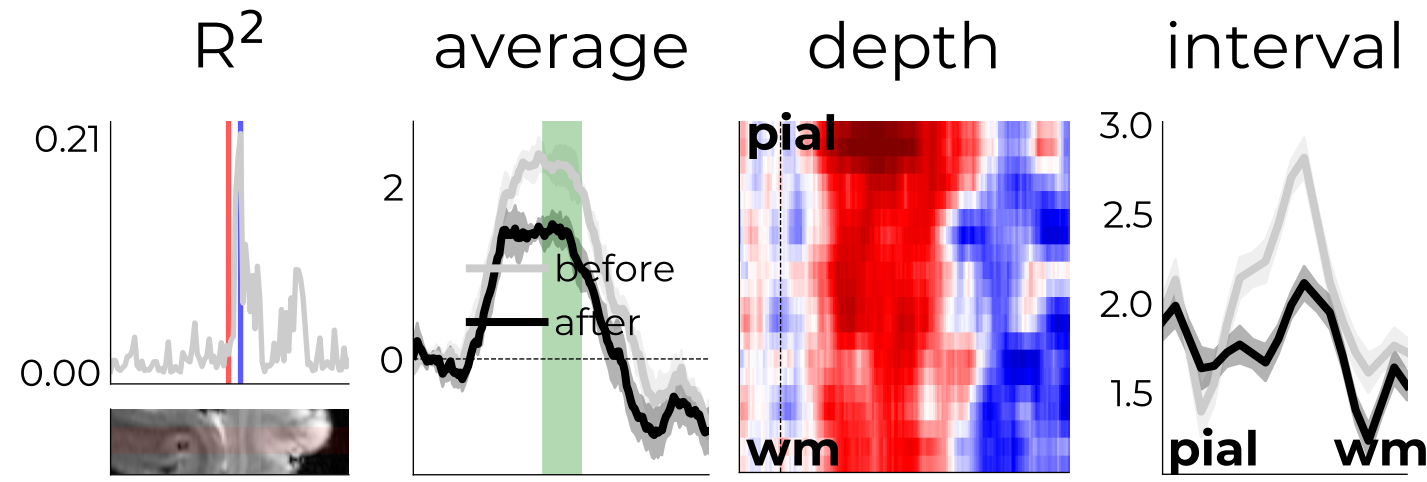 R²
average
depth
interval
0.21
0.00
2
0
before
after
pial
wm
3.0
2.5
2.0
1.5
pial
wm